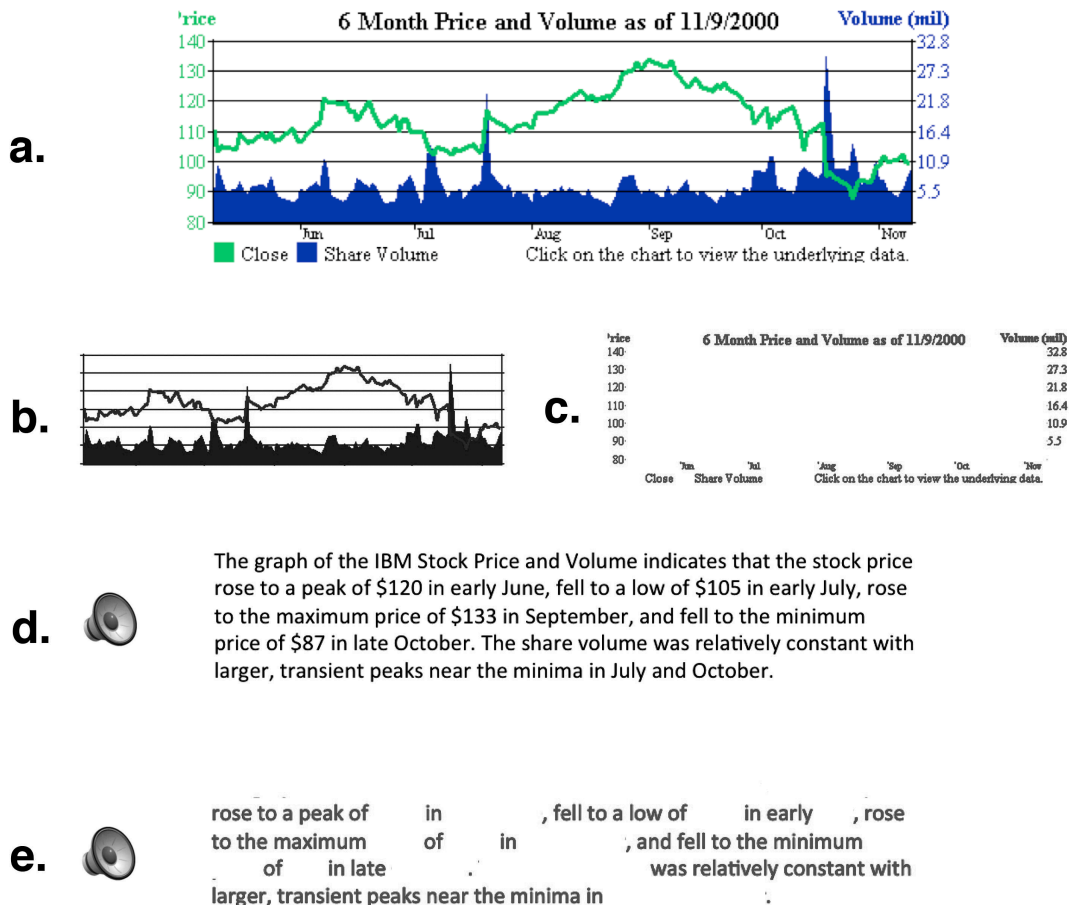 a.
'rice 6 Month Price and Volume as of 11/9/2000 Volume (mil)
140 32.8
130 27.3
120 21.8
110 16.4
100 10.9
90 5.5
80
Jun Jul Aug Sep Oct Nov
Close Share Volume Click on the chart to view the underlying data.
b.
c.
'rice 6 Month Price and Volume as of 11/9/2000 Volume (mil)
140 32.8
130 27.3
120 21.8
110 16.4
100 10.9
90 5.5
80
Jun Jul Aug Sep Oct Nov
Close Share Volume Click on the chart to view the underlying data.
d.
The graph of the IBM Stock Price and Volume indicates that the stock price
rose to a peak of $120 in early June, fell to a low of $105 in early July, rose
to the maximum price of $133 in September, and fell to the minimum
price of $87 in late October. The share volume was relatively constant with
larger, transient peaks near the minima in July and October.
e.
rose to a peak of in , fell to a low of in early , rose
to the maximum of in , and fell to the minimum
of in late . was relatively constant with
larger, transient peaks near the minima in .